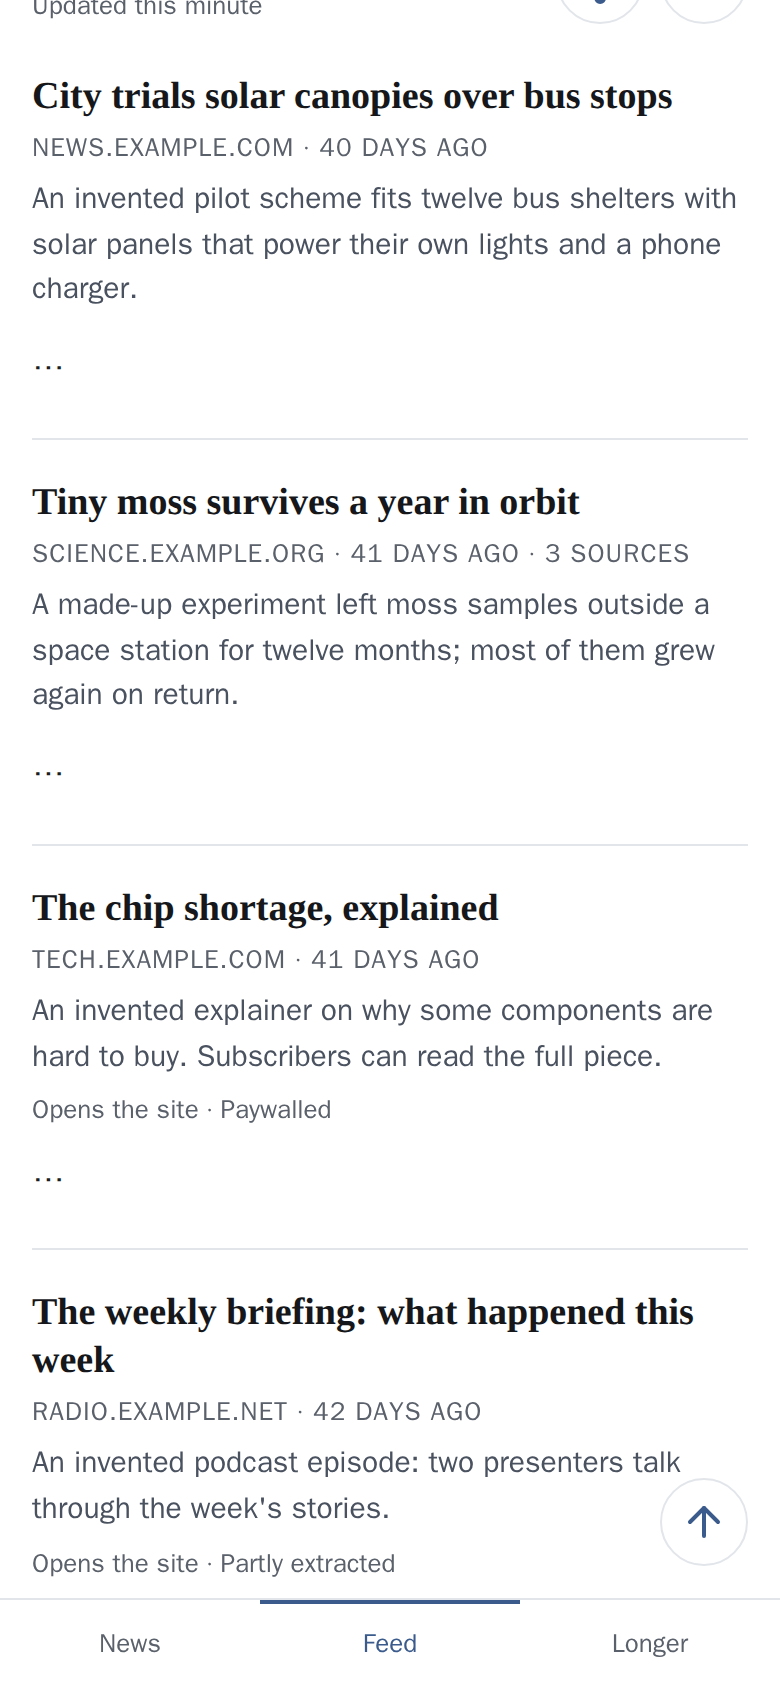 Updated this minute
City trials solar canopies over bus stops
NEWS.EXAMPLE.COM · 40 DAYS AGO
An invented pilot scheme fits twelve bus shelters with
solar panels that power their own lights and a phone
charger.
...
Tiny moss survives a year in orbit
SCIENCE.EXAMPLE.ORG · 41 DAYS AGO · 3 SOURCES
A made-up experiment left moss samples outside a
space station for twelve months; most of them grew
again on return.
...
The chip shortage, explained
TECH.EXAMPLE.COM · 41 DAYS AGO
An invented explainer on why some components are
hard to buy. Subscribers can read the full piece.
Opens the site · Paywalled
...
The weekly briefing: what happened this
week
RADIO.EXAMPLE.NET · 42 DAYS AGO
An invented podcast episode: two presenters talk
through the week's stories.
Opens the site · Partly extracted
News
Feed
Longer